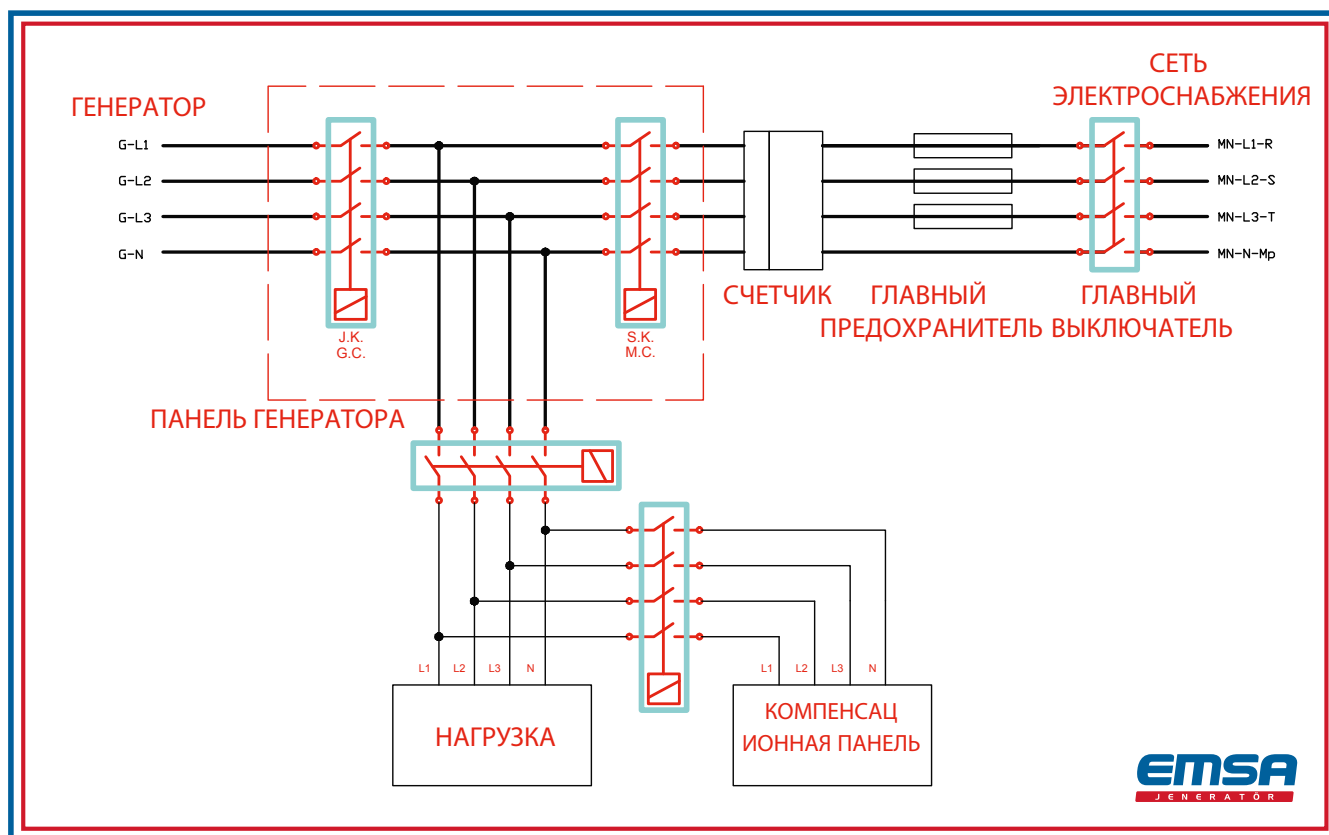 СЕТЬ
ЭЛЕКТРОСНАБЖЕНИЯ
ГЕНЕРАТОР
G-L1
G-L2
G-L3
G-N
MN-L1-R
MN-L2-S
MN-L3-T
MN-N-Mp
J.K.
G.C.
S.K.
M.C.
СЧЕТЧИК
ГЛАВНЫЙ
ПРЕДОХРАНИТЕЛЬ
ГЛАВНЫЙ
ВЫКЛЮЧАТЕЛЬ
ПАНЕЛЬ ГЕНЕРАТОРА
L1 L2 L3 N
L1 L2 L3 N
НАГРУЗКА
КОМПЕНСАЦ
ИОННАЯ ПАНЕЛЬ
EMSA
JENERATÖR